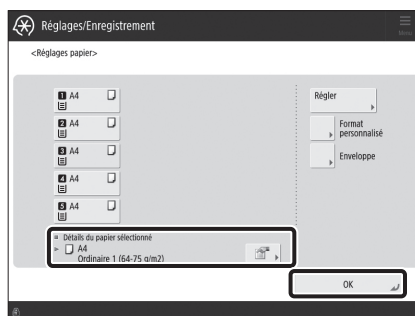 Réglages/Enregistrement
Menu
<Réglages papier>
1 A4
2 A4
3 A4
4 A4
5 A4
Régler
Format
personnalisé
Enveloppe
Détails du papier sélectionné
A4
Ordinaire 1 (64-75 g/m2)
OK